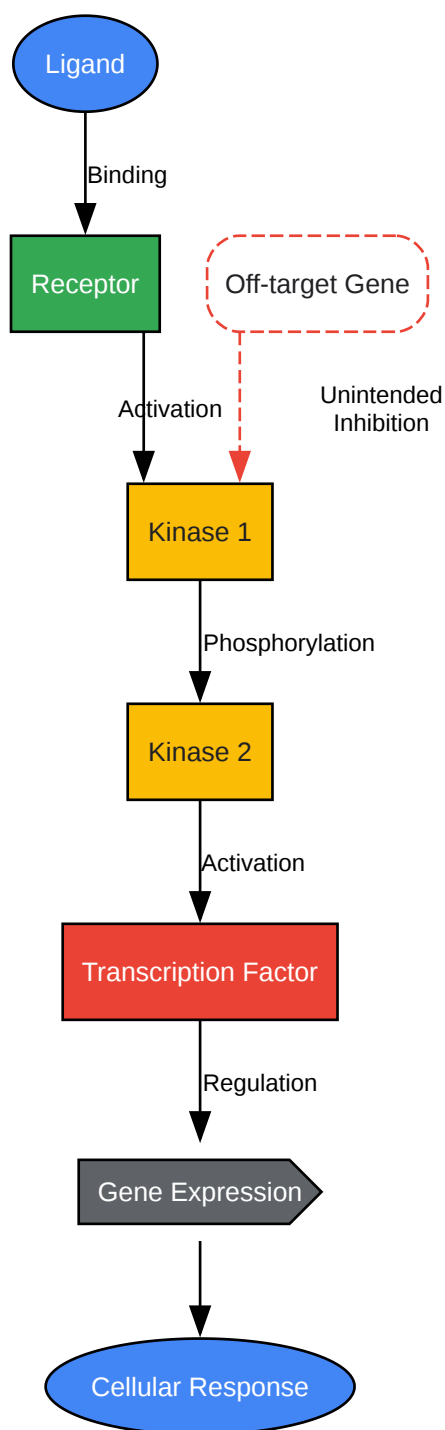 Ligand
Binding
Receptor
Off-target Gene
Activation
Unintended
Inhibition
Kinase 1
Phosphorylation
Kinase 2
Activation
Transcription Factor
Regulation
Gene Expression
Cellular Response